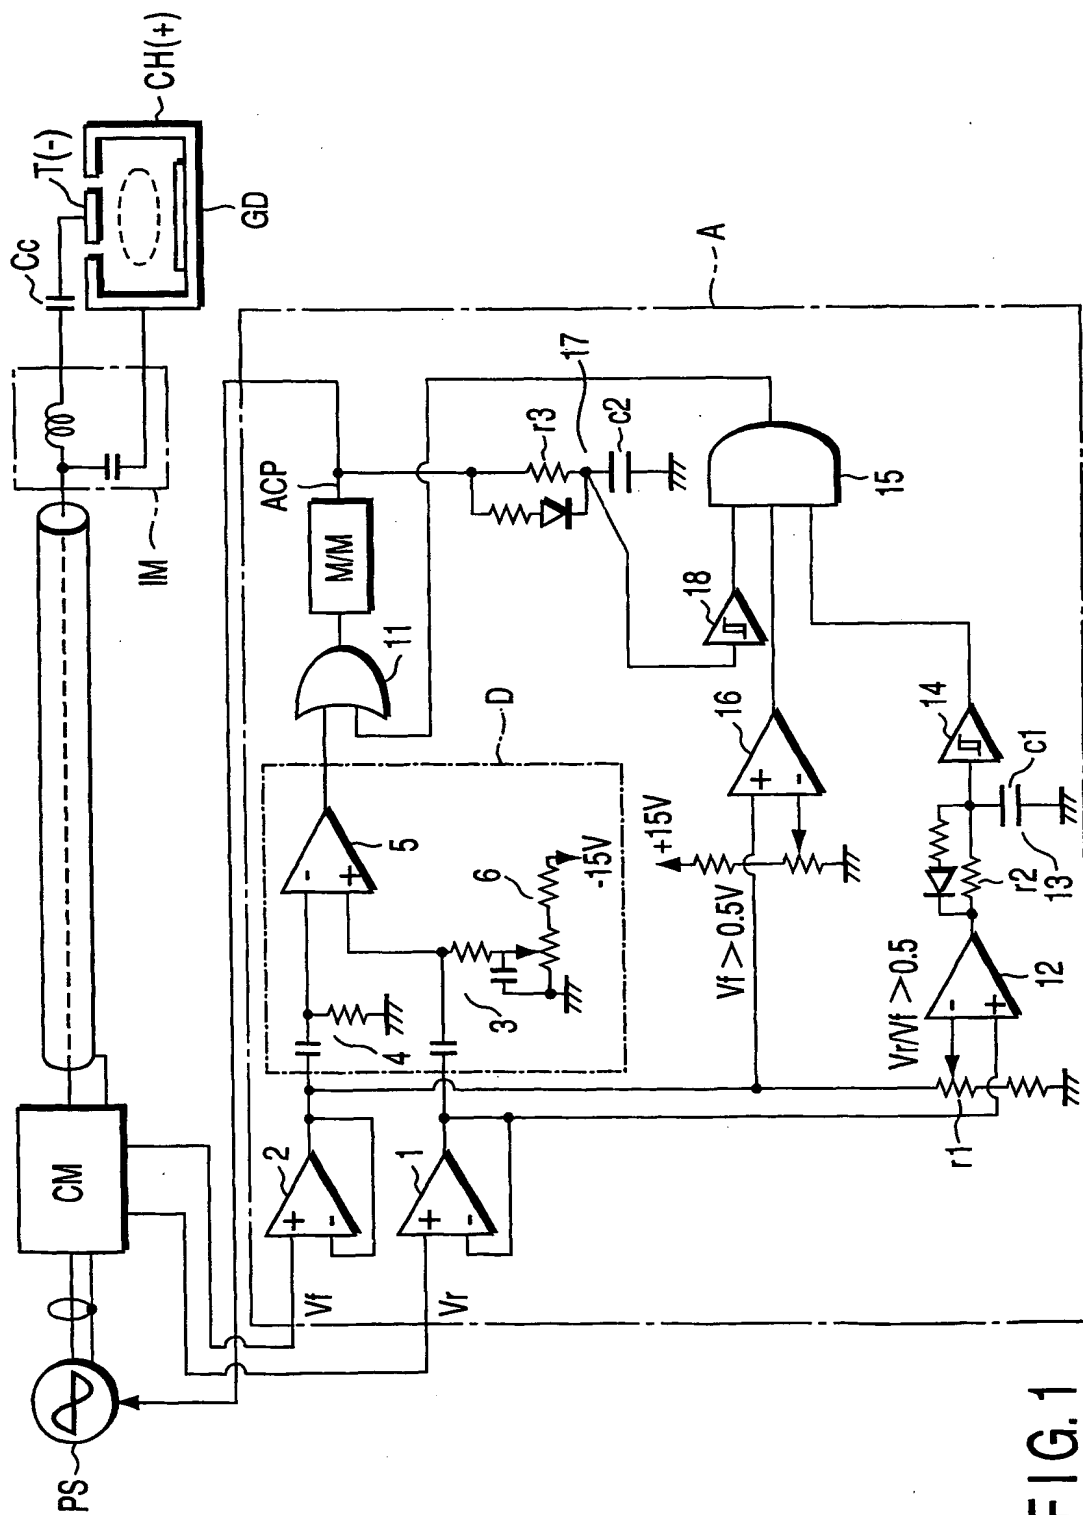 PS
CM
IM
Cc
T(-)
CH(+)
GD
A
Vf
Vr
2
+
-
1
+
-
4
3
5
-
+
6
-15V
D
11
M/M
ACP
r3
17
c2
+15V
Vf>0.5V
16
+
-
18
15
r1
Vr/Vf>0.5
12
-
+
r2
13
c1
14
FIG. 1